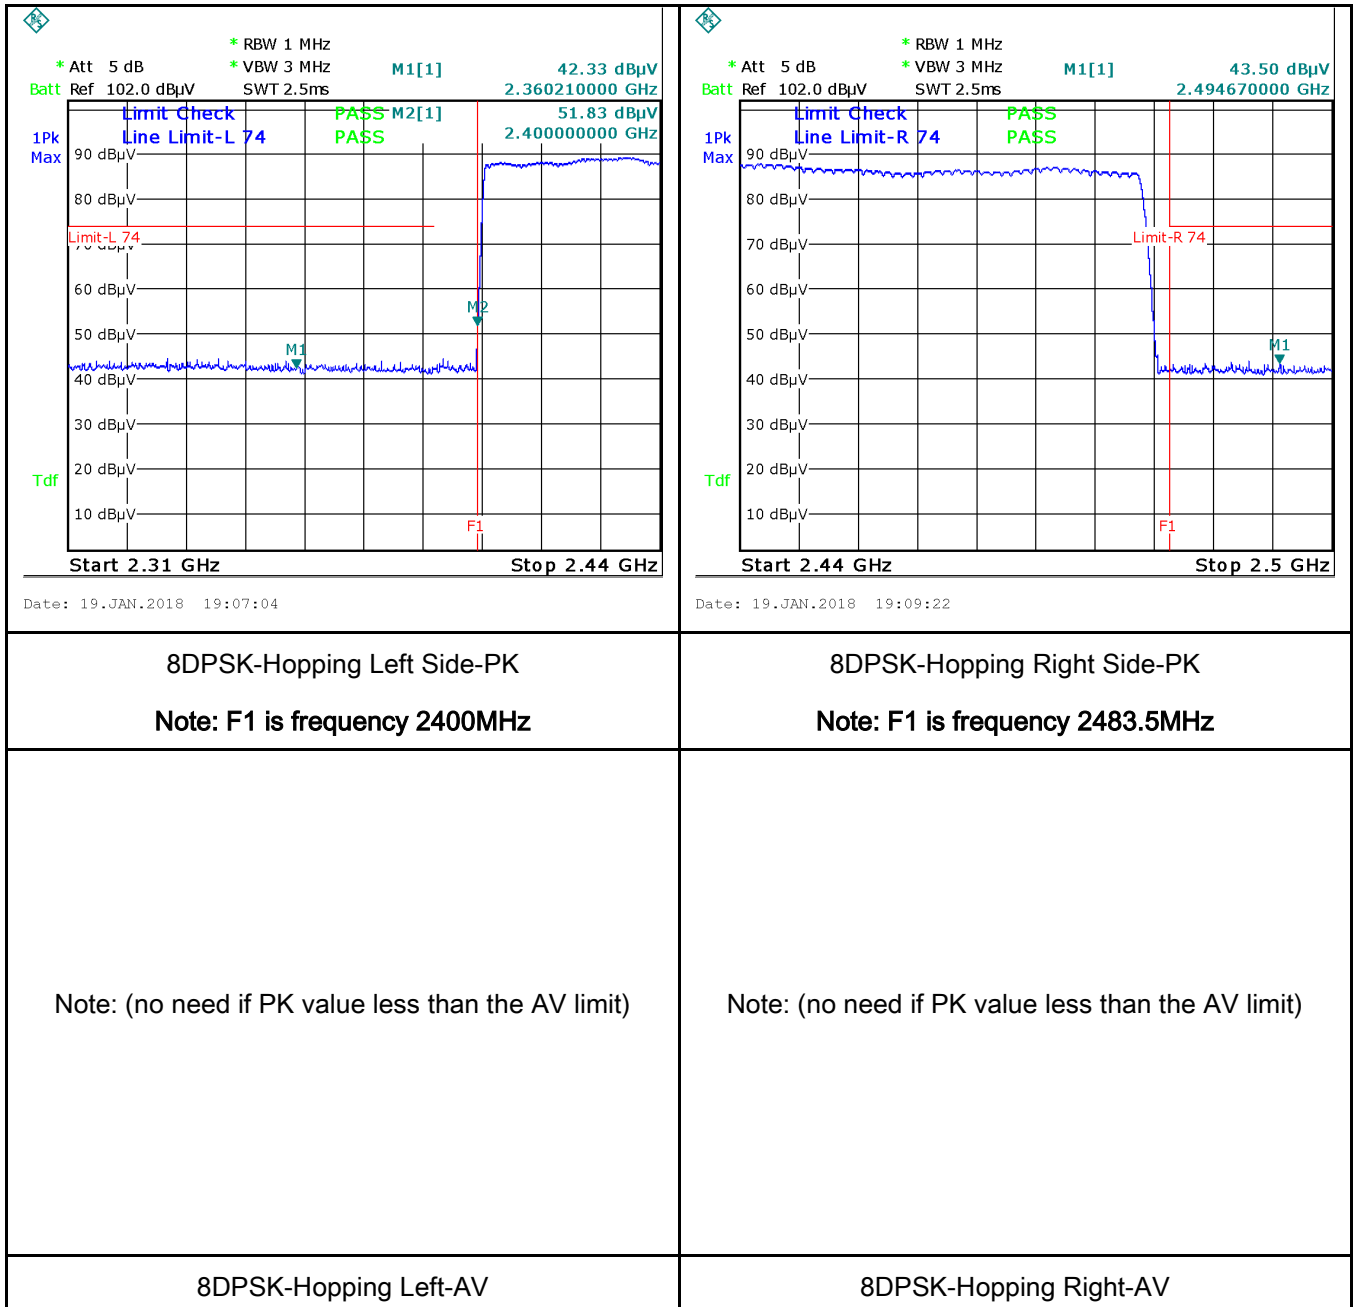 R&S
* RBW 1 MHz
* Att 5 dB * VBW 3 MHz M1[1] 42.33 dBµV
Batt Ref 102.0 dBµV SWT 2.5ms 2.360210000 GHz
Limit Check PASS M2[1] 51.83 dBµV
1Pk Line Limit-L 74 PASS 2.400000000 GHz
Max 90 dBµV
80 dBµV
Limit-L 74
70 dBµV
60 dBµV
M2
50 dBµV
M1
40 dBµV
30 dBµV
Tdf 20 dBµV
10 dBµV
F1
Start 2.31 GHz Stop 2.44 GHz
Date: 19.JAN.2018 19:07:04
R&S
* RBW 1 MHz
* Att 5 dB * VBW 3 MHz M1[1] 43.50 dBµV
Batt Ref 102.0 dBµV SWT 2.5ms 2.494670000 GHz
Limit Check PASS
1Pk Line Limit-R 74 PASS
Max 90 dBµV
80 dBµV
70 dBµV Limit-R 74
60 dBµV
50 dBµV
M1
40 dBµV
30 dBµV
Tdf 20 dBµV
10 dBµV
F1
Start 2.44 GHz Stop 2.5 GHz
Date: 19.JAN.2018 19:09:22
8DPSK-Hopping Left Side-PK
Note: F1 is frequency 2400MHz
8DPSK-Hopping Right Side-PK
Note: F1 is frequency 2483.5MHz
Note: (no need if PK value less than the AV limit)
Note: (no need if PK value less than the AV limit)
8DPSK-Hopping Left-AV
8DPSK-Hopping Right-AV